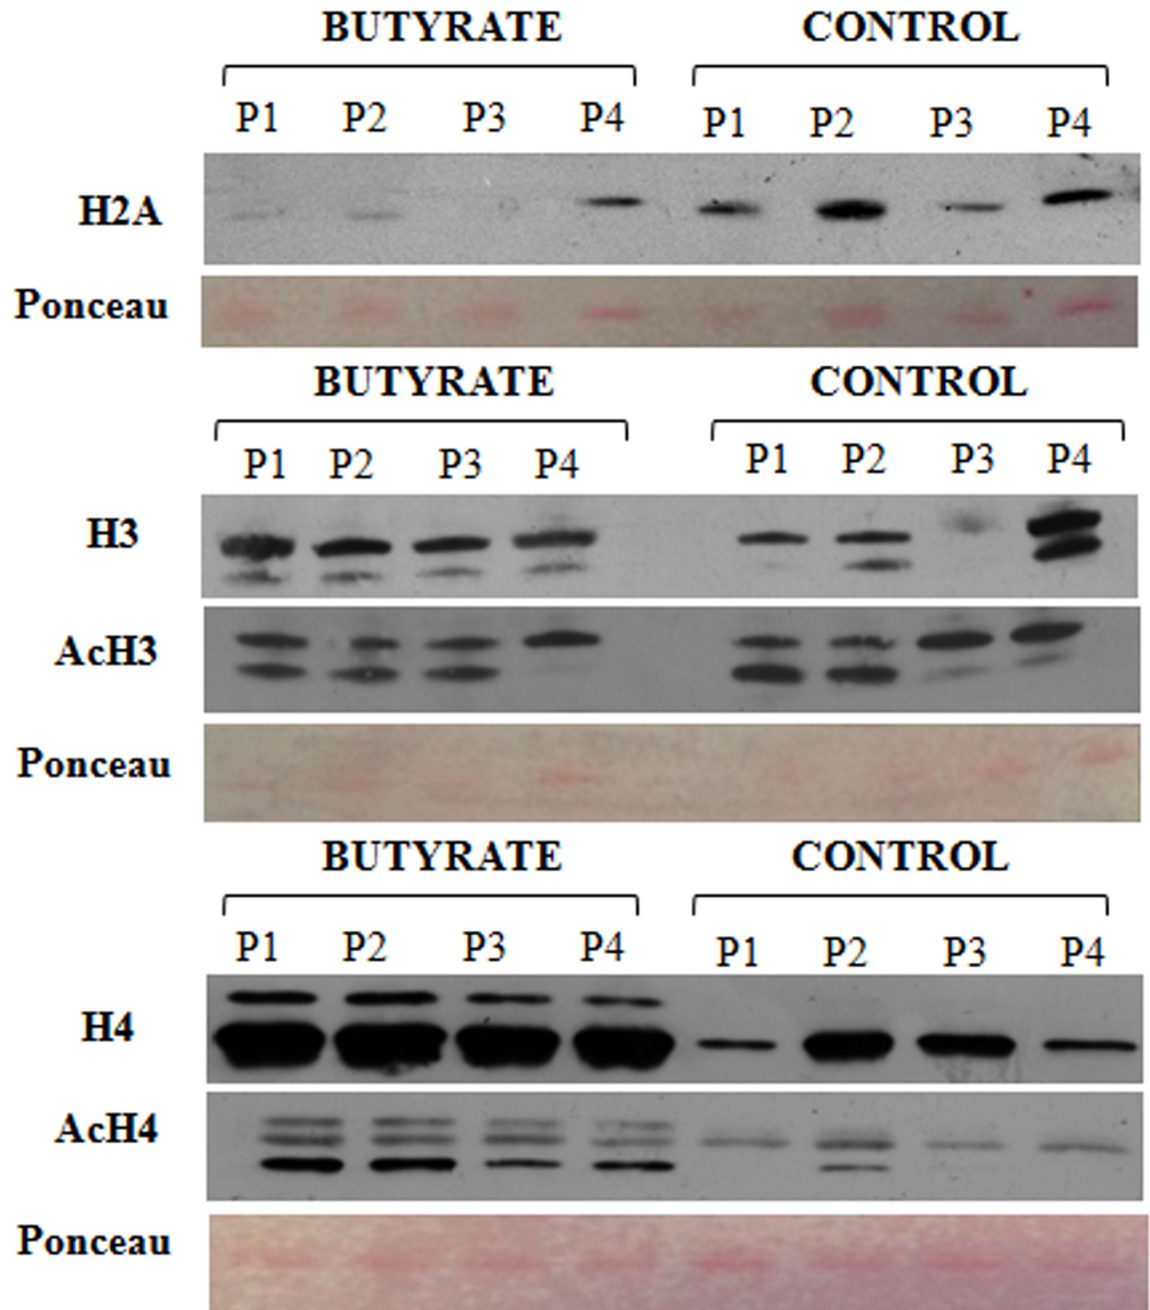 BUTYRATE CONTROL
P1 P2 P3 P4 P1 P2 P3 P4
H2A
Ponceau
BUTYRATE CONTROL
P1 P2 P3 P4 P1 P2 P3 P4
H3
AcH3
Ponceau
BUTYRATE CONTROL
P1 P2 P3 P4 P1 P2 P3 P4
H4
AcH4
Ponceau